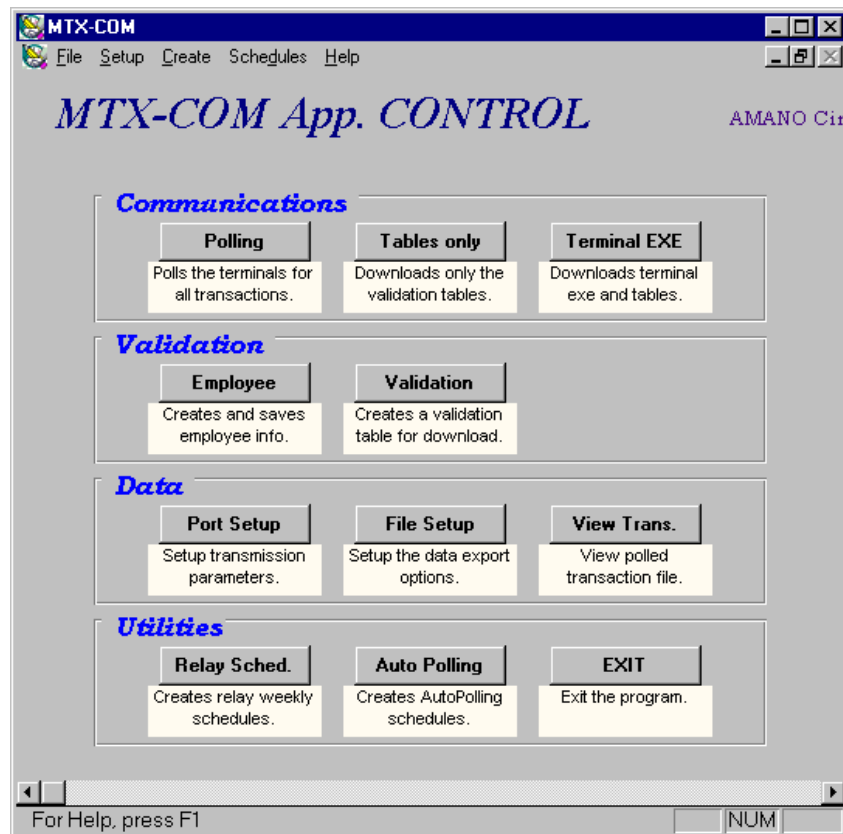 MTX-COM
File Setup Create Schedules Help
MTX-COM App. CONTROL
AMANO Cin
Communications
Polling Tables only Terminal EXE
Polls the terminals for Downloads only the Downloads terminal
all transactions. validation tables. exe and tables.
Validation
Employee Validation
Creates and saves Creates a validation
employee info. table for download.
Data
Port Setup File Setup View Trans.
Setup transmission Setup the data export View polled
parameters. options. transaction file.
Utilities
Relay Sched. Auto Polling EXIT
Creates relay weekly Creates AutoPolling Exit the program.
schedules. schedules.
For Help, press F1 NUM